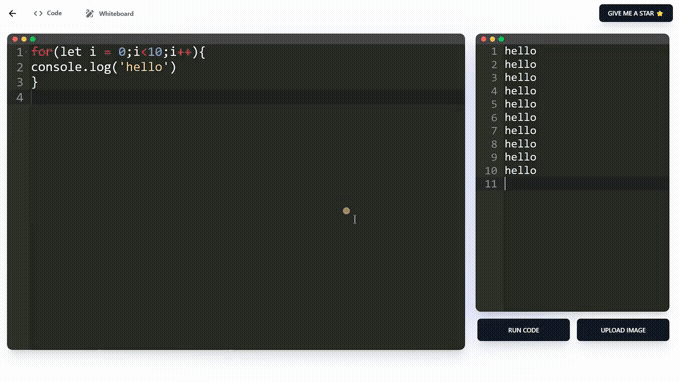 Code
Whiteboard
GIVE ME A STAR ⭐
1 for(let i = 0;i<10;i++){
2 console.log('hello')
3 }
4
1 hello
2 hello
3 hello
4 hello
5 hello
6 hello
7 hello
8 hello
9 hello
10 hello
11
RUN CODE
UPLOAD IMAGE